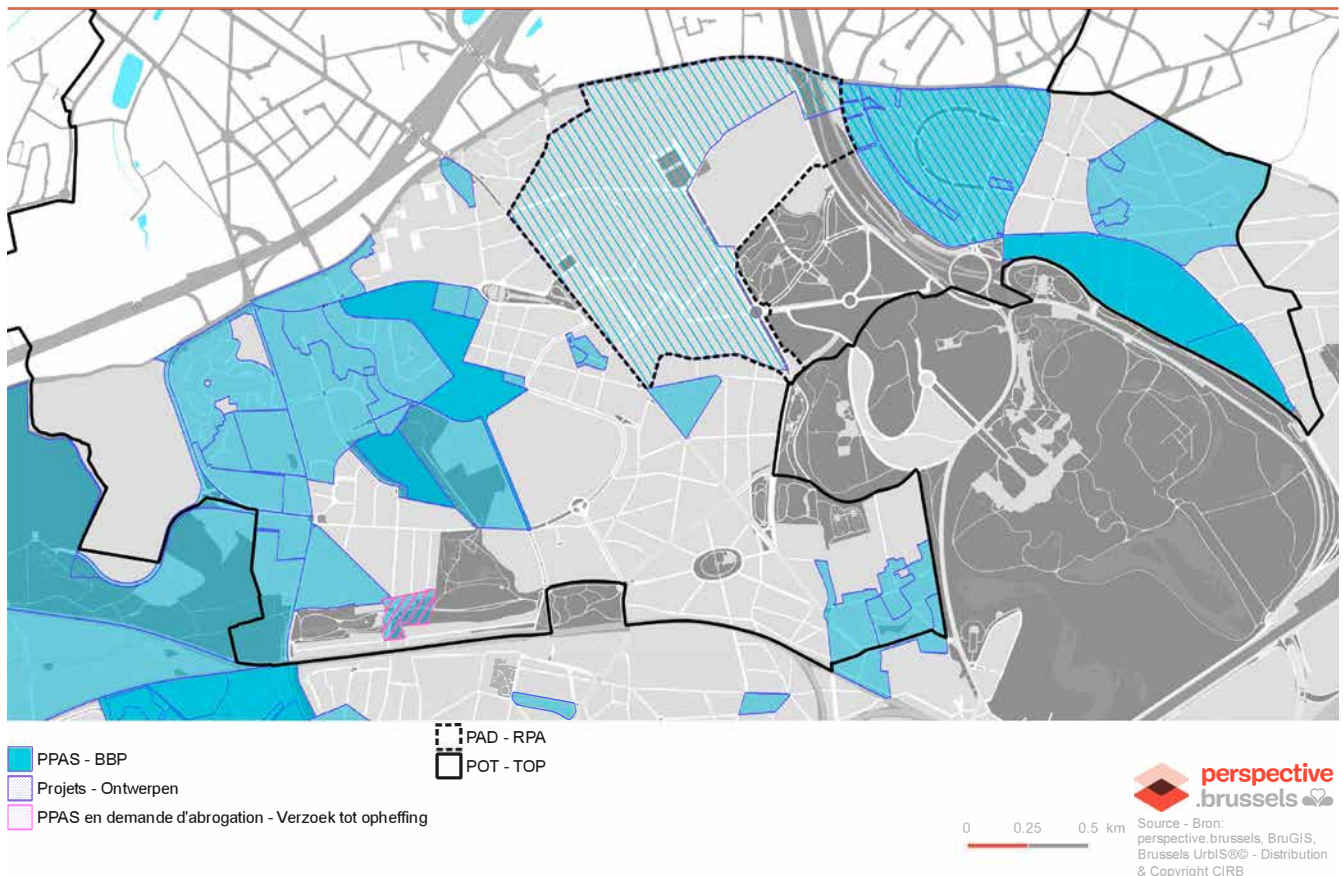 PPAS - BBP
Projets - Ontwerpen
PPAS en demande d'abrogation - Verzoek tot opheffing
PAD - RPA
POT - TOP
0 0.25 0.5 km
perspective
.brussels
Source - Bron:
perspective.brussels, BruGIS,
Brussels UrbIS®© - Distribution
& Copyright CIRB